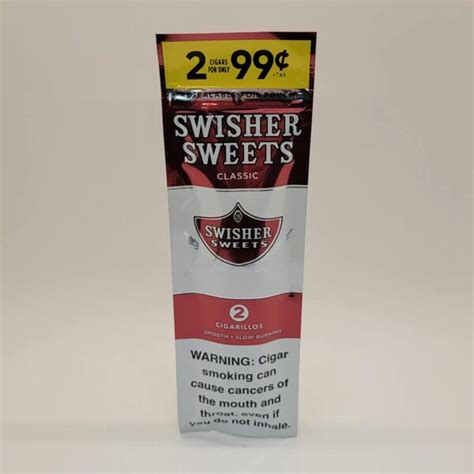 2 CIGARS FOR ONLY 99¢ +TAX
SWISHER
SWEETS
CLASSIC
SWISHER
SWEETS
2
CIGARILLOS
SMOOTH • SLOW BURNING
WARNING: Cigar
smoking can
cause cancers of
the mouth and
throat, even if
you do not inhale.